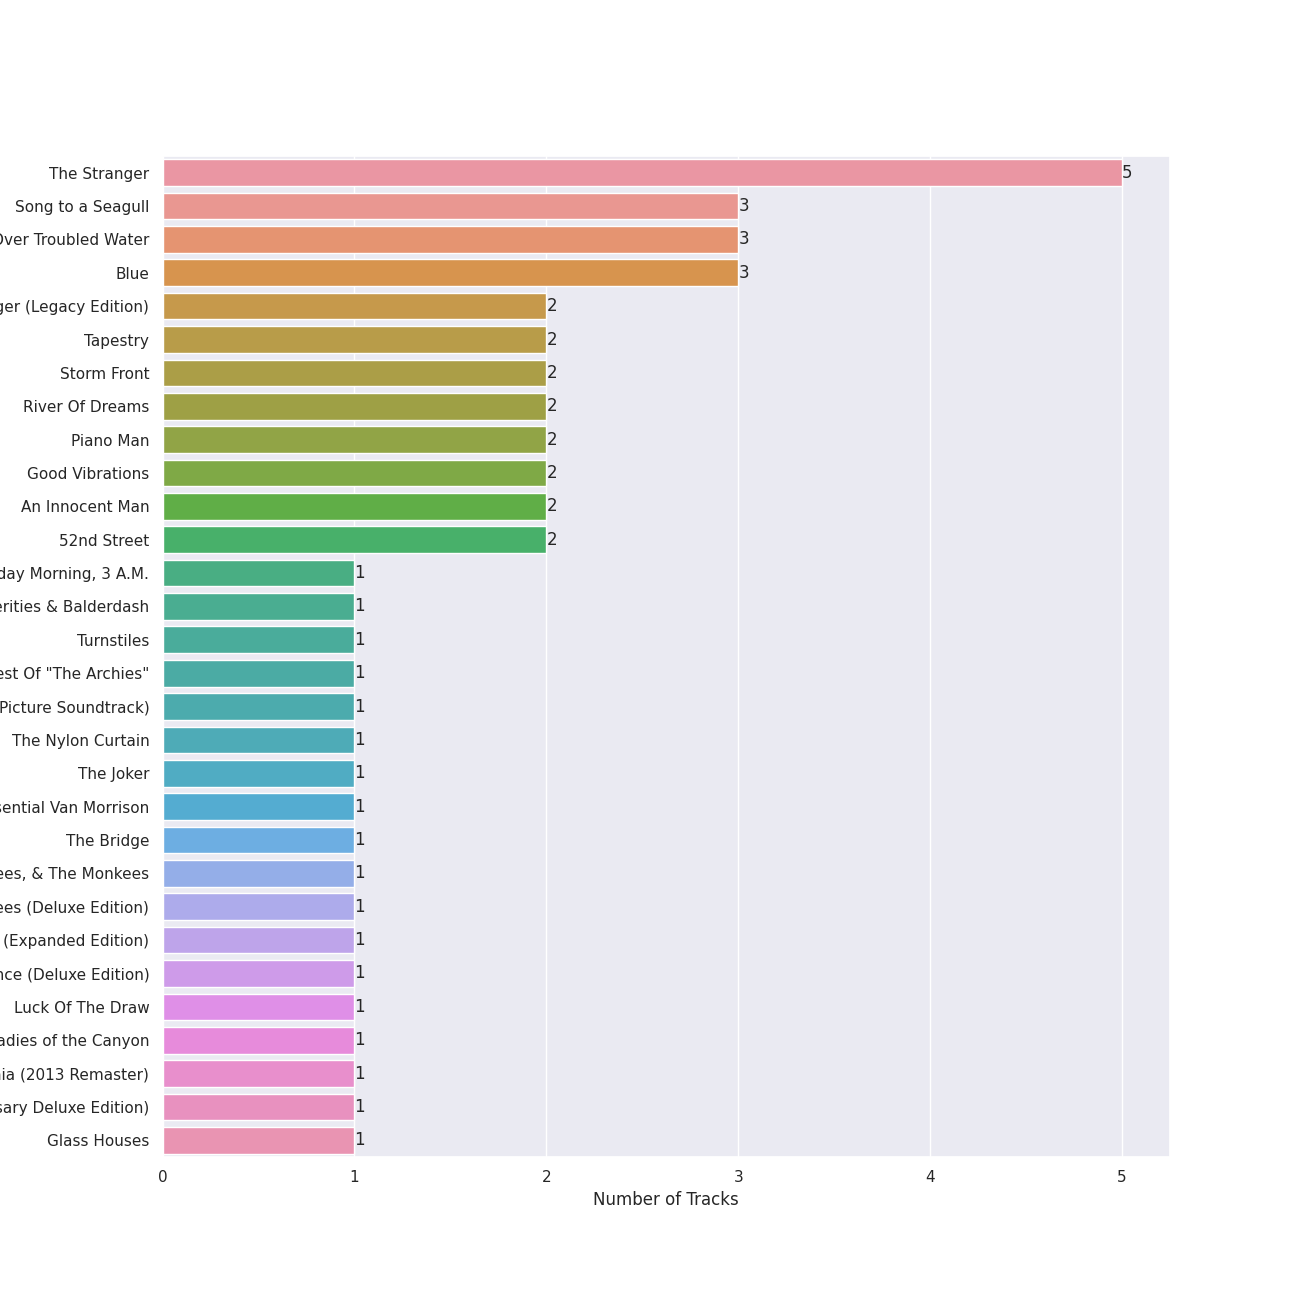 The Stranger 5
Song to a Seagull 3
Over Troubled Water 3
Blue 3
ger (Legacy Edition) 2
Tapestry 2
Storm Front 2
River Of Dreams 2
Piano Man 2
Good Vibrations 2
An Innocent Man 2
52nd Street 2
day Morning, 3 A.M. 1
erities & Balderdash 1
Turnstiles 1
est Of "The Archies" 1
Picture Soundtrack) 1
The Nylon Curtain 1
The Joker 1
sential Van Morrison 1
The Bridge 1
ees, & The Monkees 1
ees (Deluxe Edition) 1
(Expanded Edition) 1
nce (Deluxe Edition) 1
Luck Of The Draw 1
adies of the Canyon 1
nia (2013 Remaster) 1
sary Deluxe Edition) 1
Glass Houses 1
0 1 2 3 4 5
Number of Tracks